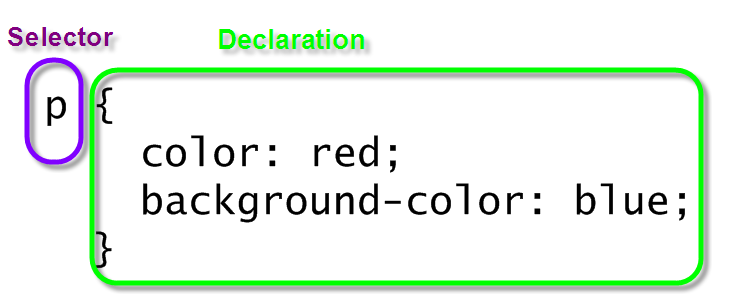 Selector Declaration
p {
color: red;
background-color: blue;
}